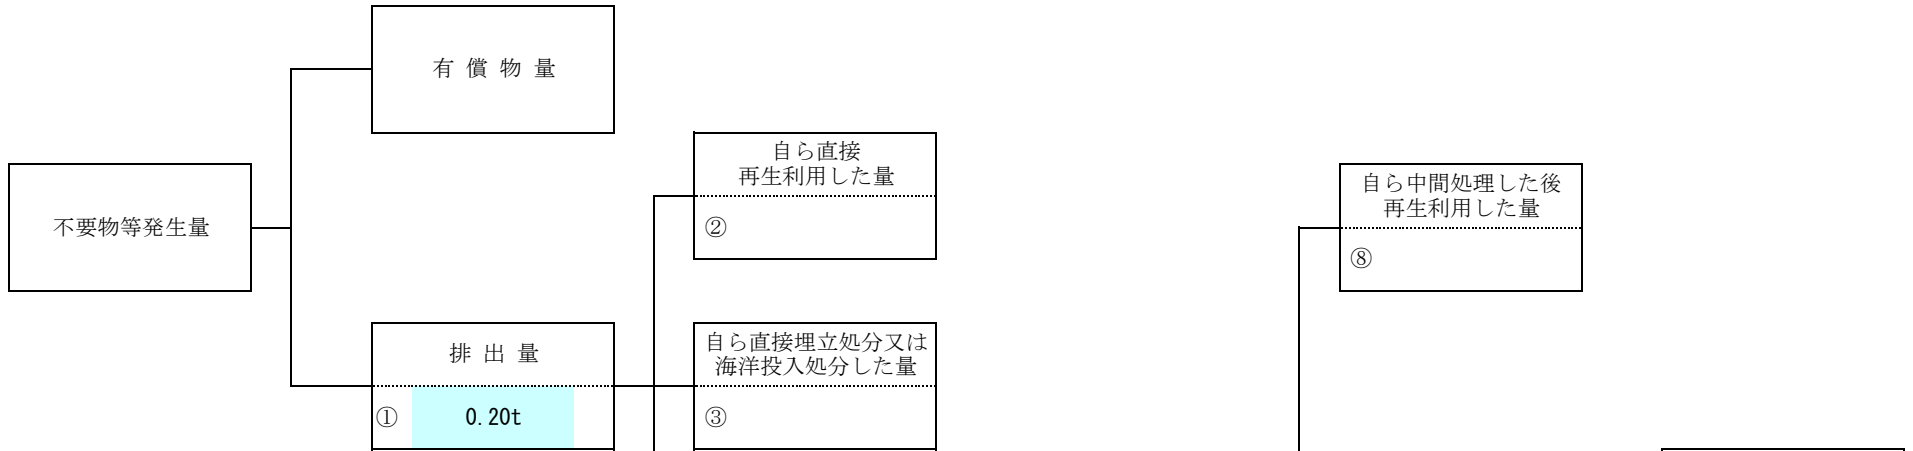 有 償 物 量
自ら直接
再生利用した量
②
不要物等発生量
自ら中間処理した後
再生利用した量
⑧
排 出 量
① 0.20t
自ら直接埋立処分又は
海洋投入処分した量
③